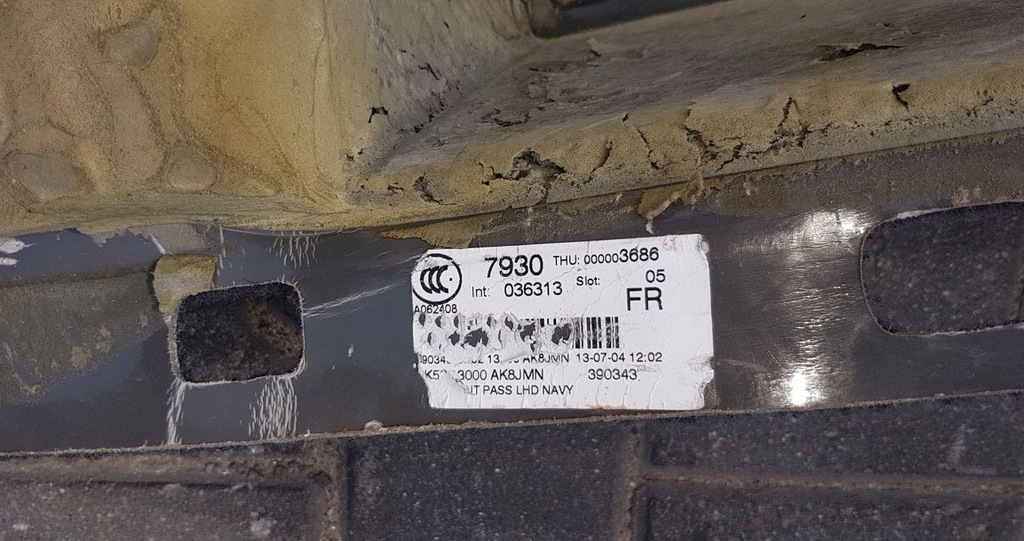 CCC 7930 THU: 000003686
Int: 036313 Slot: 05
A062408 FR
AK8JMN 13-07-04 12:02
3000 AK8JMN 390343
PASS LHD NAVY